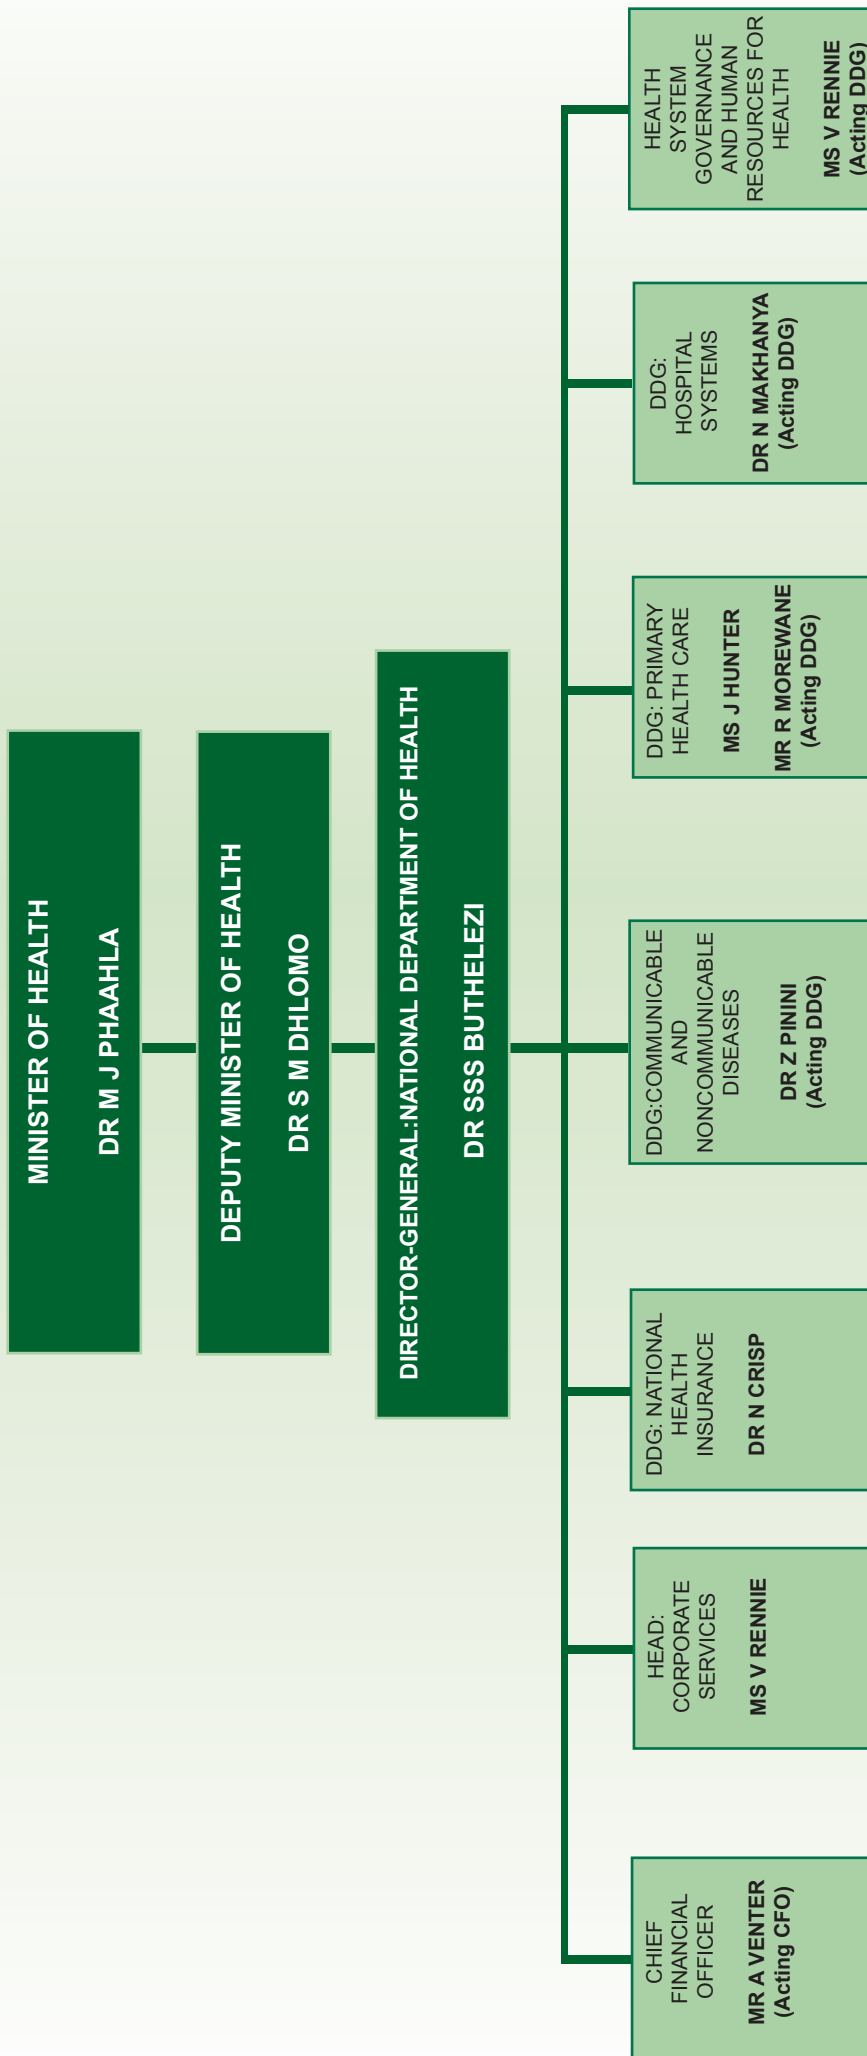 MINISTER OF HEALTH
DR M J PHAAHLA
DEPUTY MINISTER OF HEALTH
DR S M DHLOMO
DIRECTOR-GENERAL:NATIONAL DEPARTMENT OF HEALTH
DR SSS BUTHELEZI
CHIEF
FINANCIAL
OFFICER
MR A VENTER
(Acting CFO)
HEAD:
CORPORATE
SERVICES
MS V RENNIE
DDG: NATIONAL
HEALTH
INSURANCE
DR N CRISP
DDG:COMMUNICABLE
AND
NONCOMMUNICABLE
DISEASES
DR Z PININI
(Acting DDG)
DDG: PRIMARY
HEALTH CARE
MS J HUNTER
MR R MOREWANE
(Acting DDG)
DDG:
HOSPITAL
SYSTEMS
DR N MAKHANYA
(Acting DDG)
HEALTH
SYSTEM
GOVERNANCE
AND HUMAN
RESOURCES FOR
HEALTH
MS V RENNIE
(Acting DDG)